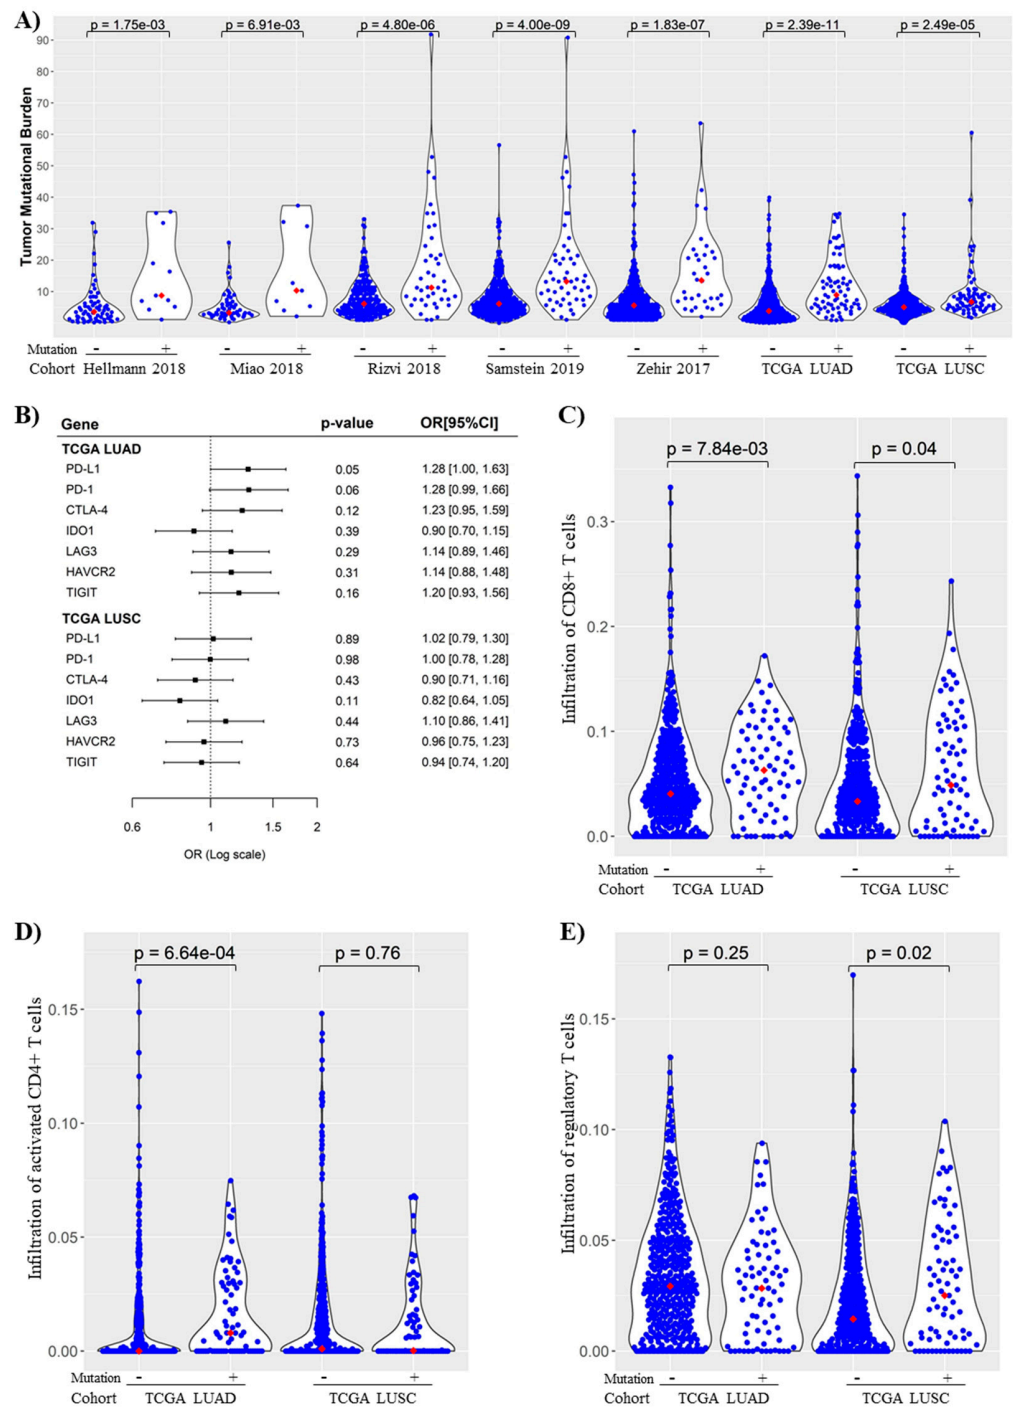 A)
p = 1.75e-03 p = 6.91e-03 p = 4.80e-06 p = 4.00e-09 p = 1.83e-07 p = 2.39e-11 p = 2.49e-05
Tumor Mutational Burden
90
80
70
60
50
40
30
20
10
Mutation - + - + - + - + - + - + - +
Cohort Hellmann 2018 Miao 2018 Rizvi 2018 Samstein 2019 Zehir 2017 TCGA LUAD TCGA LUSC
B)
Gene p-value OR[95%CI]
TCGA LUAD
PD-L1 0.05 1.28 [1.00, 1.63]
PD-1 0.06 1.28 [0.99, 1.66]
CTLA-4 0.12 1.23 [0.95, 1.59]
IDO1 0.39 0.90 [0.70, 1.15]
LAG3 0.29 1.14 [0.89, 1.46]
HAVCR2 0.31 1.14 [0.88, 1.48]
TIGIT 0.16 1.20 [0.93, 1.56]
TCGA LUSC
PD-L1 0.89 1.02 [0.79, 1.30]
PD-1 0.98 1.00 [0.78, 1.28]
CTLA-4 0.43 0.90 [0.71, 1.16]
IDO1 0.11 0.82 [0.64, 1.05]
LAG3 0.44 1.10 [0.86, 1.41]
HAVCR2 0.73 0.96 [0.75, 1.23]
TIGIT 0.64 0.94 [0.74, 1.20]
0.6 1 1.5 2
OR (Log scale)
C)
p = 7.84e-03 p = 0.04
Infiltration of CD8+ T cells
0.3
0.2
0.1
0.0
Mutation - + - +
Cohort TCGA LUAD TCGA LUSC
D)
p = 6.64e-04 p = 0.76
Infiltration of activated CD4+ T cells
0.15
0.10
0.05
0.00
Mutation - + - +
Cohort TCGA LUAD TCGA LUSC
E)
p = 0.25 p = 0.02
Infiltration of regulatory T cells
0.15
0.10
0.05
0.00
Mutation - + - +
Cohort TCGA LUAD TCGA LUSC